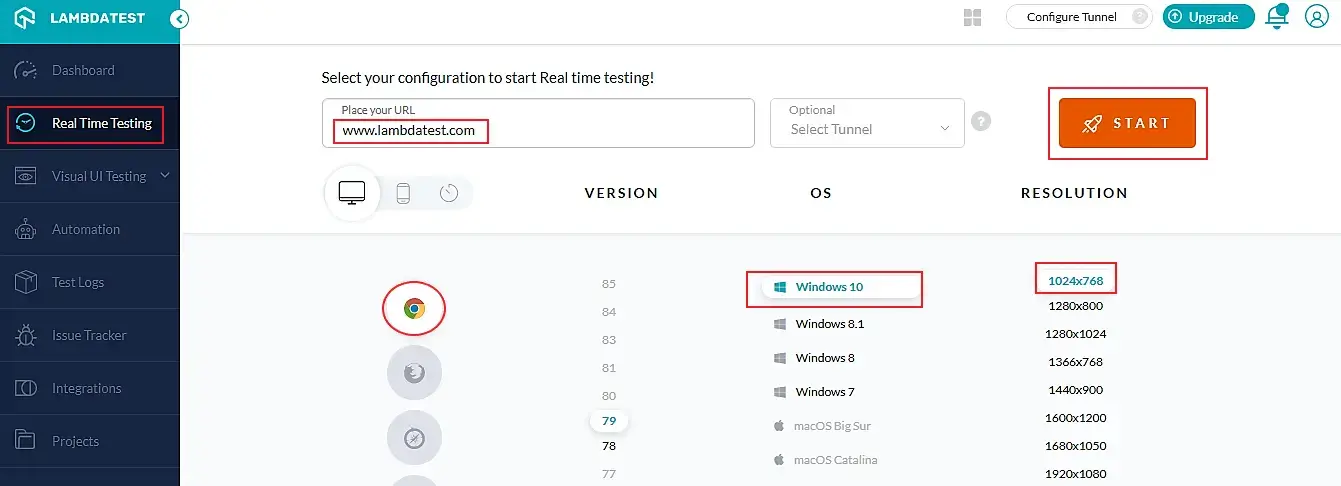 LAMBDATEST
Configure Tunnel ?
Upgrade
Dashboard
Real Time Testing
Visual UI Testing
Automation
Test Logs
Issue Tracker
Integrations
Projects
Select your configuration to start Real time testing!
Place your URL
www.lambdatest.com
Optional
Select Tunnel
?
START
VERSION
OS
RESOLUTION
85
84
83
81
80
79
78
77
Windows 10
Windows 8.1
Windows 8
Windows 7
macOS Big Sur
macOS Catalina
1024x768
1280x800
1280x1024
1366x768
1440x900
1600x1200
1680x1050
1920x1080